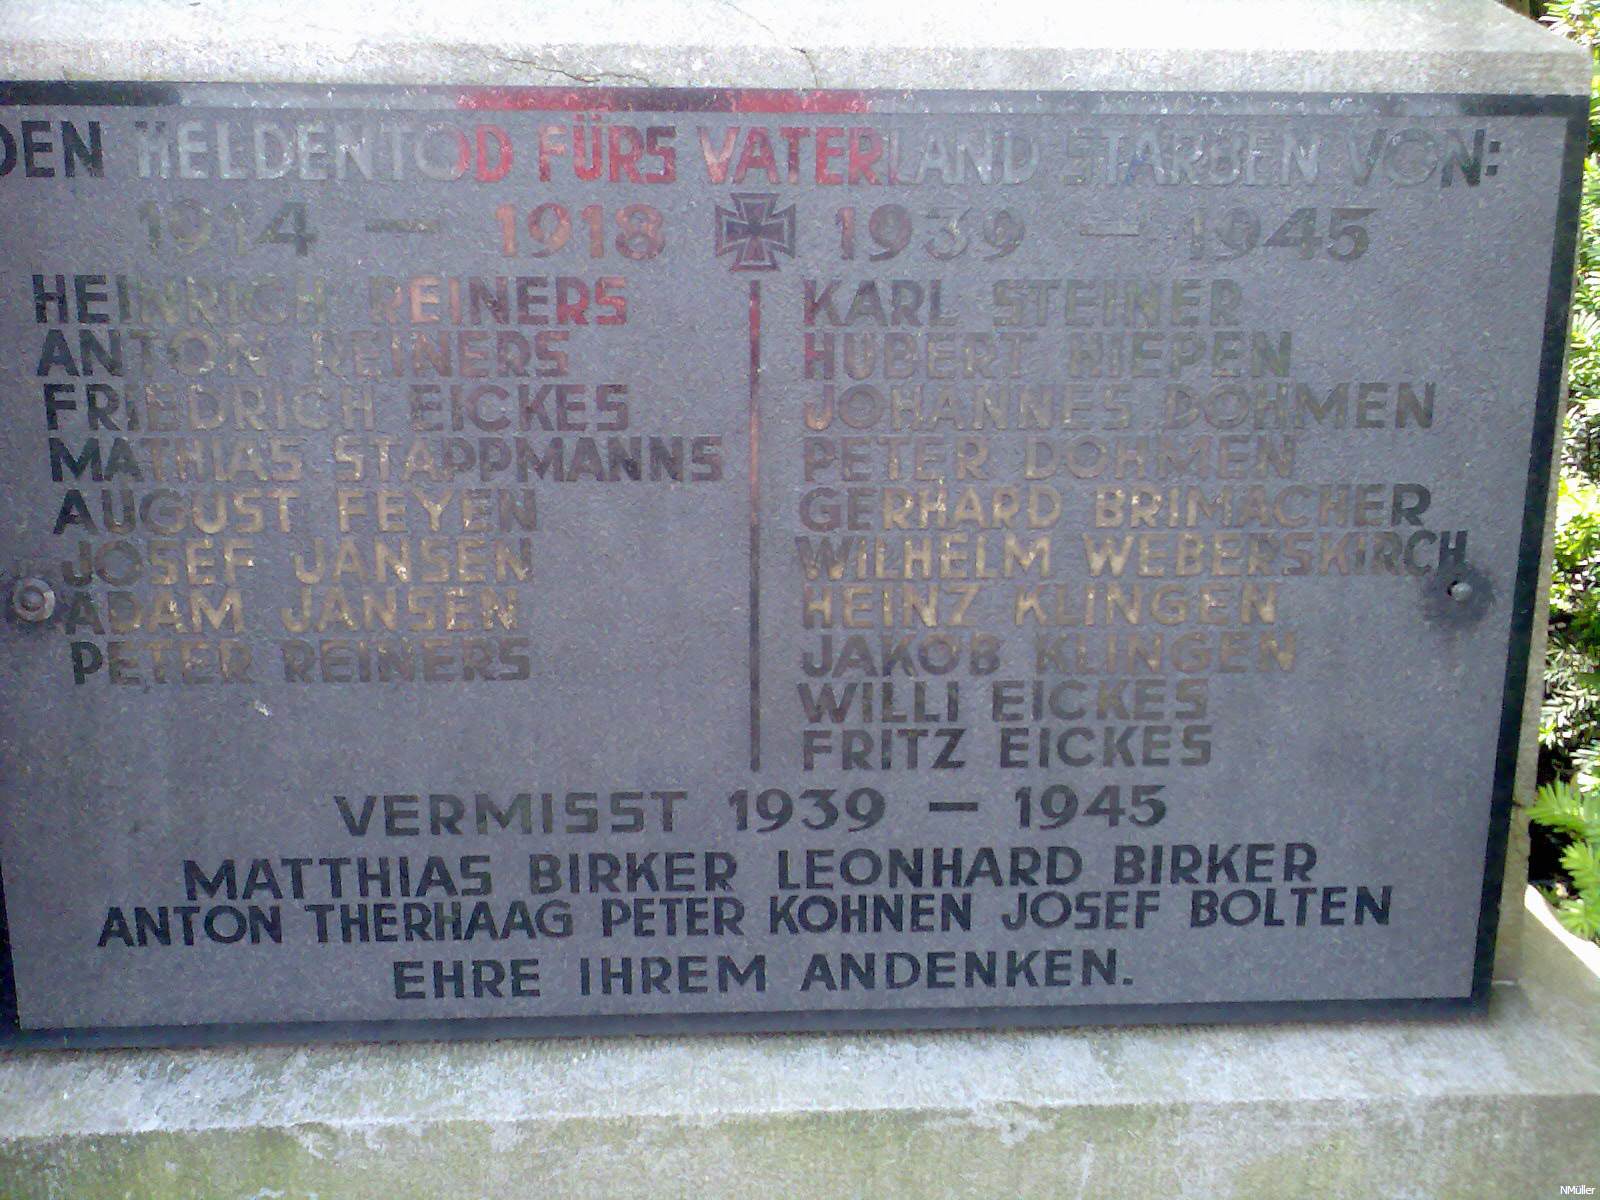 DEN HELDENTOD FÜRS VATERLAND STARBEN VON:
1914 — 1918 1939 — 1945
HEINRICH REINERS
ANTON REINERS
FRIEDRICH EICKES
MATHIAS STAPPMANNS
AUGUST FEYEN
JOSEF JANSEN
ADAM JANSEN
PETER REINERS
KARL STEINER
HUBERT NIEPEN
JOHANNES DOHMEN
PETER DOHMEN
GERHARD BRIMACHER
WILHELM WEBERSKIRCH
HEINZ KLINGEN
JAKOB KLINGEN
WILLI EICKES
FRITZ EICKES
VERMISST 1939 — 1945
MATTHIAS BIRKER LEONHARD BIRKER
ANTON THERHAAG PETER KOHNEN JOSEF BOLTEN
EHRE IHREM ANDENKEN.
NMüller